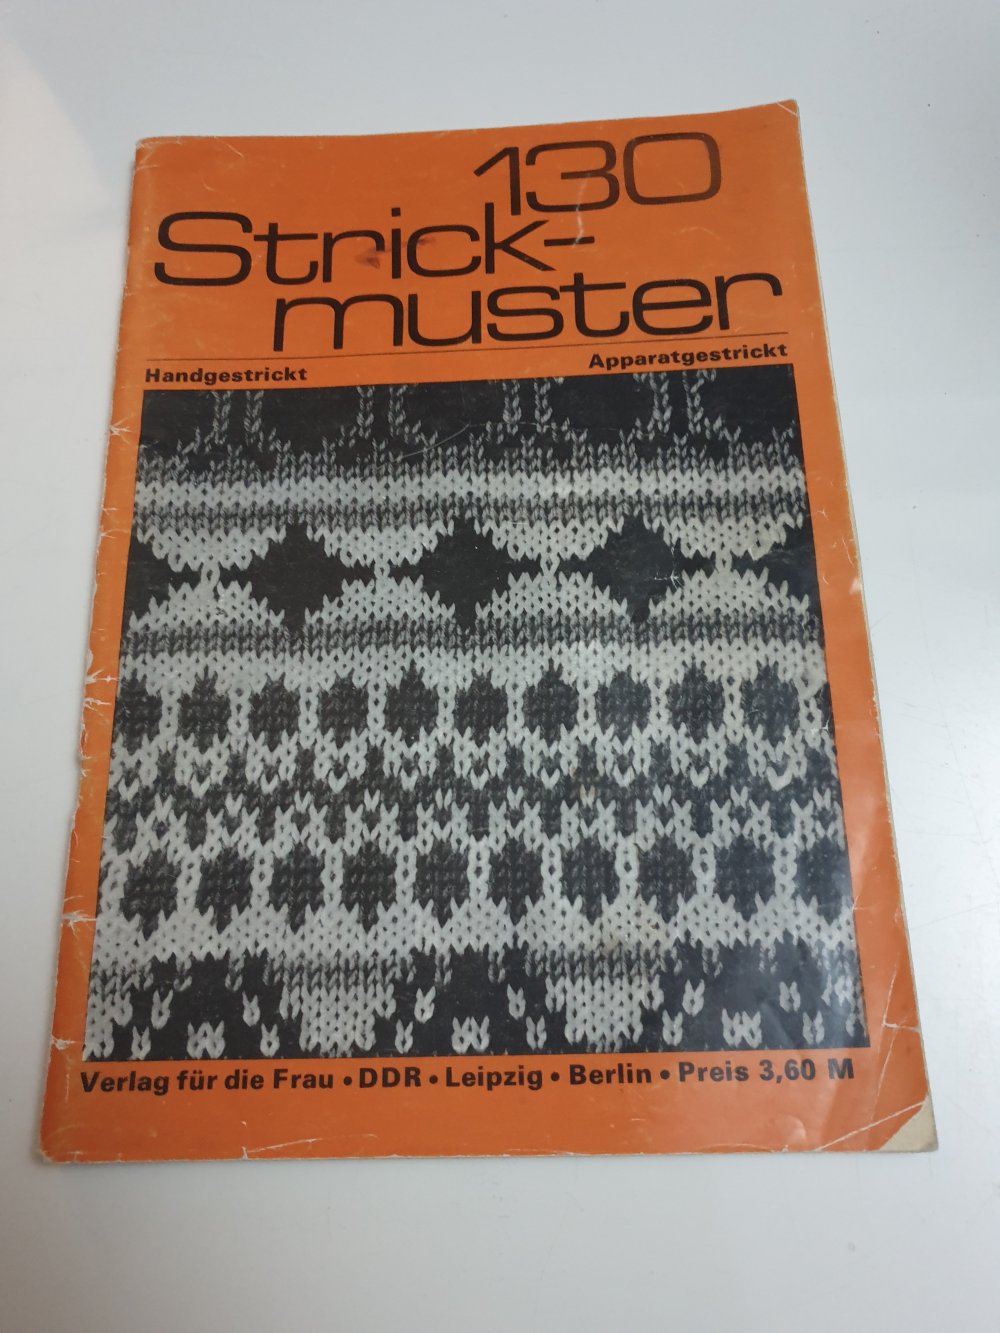 130
Strick-
muster
Handgestrickt
Apparatgestrickt
Verlag für die Frau • DDR • Leipzig • Berlin • Preis 3,60 M